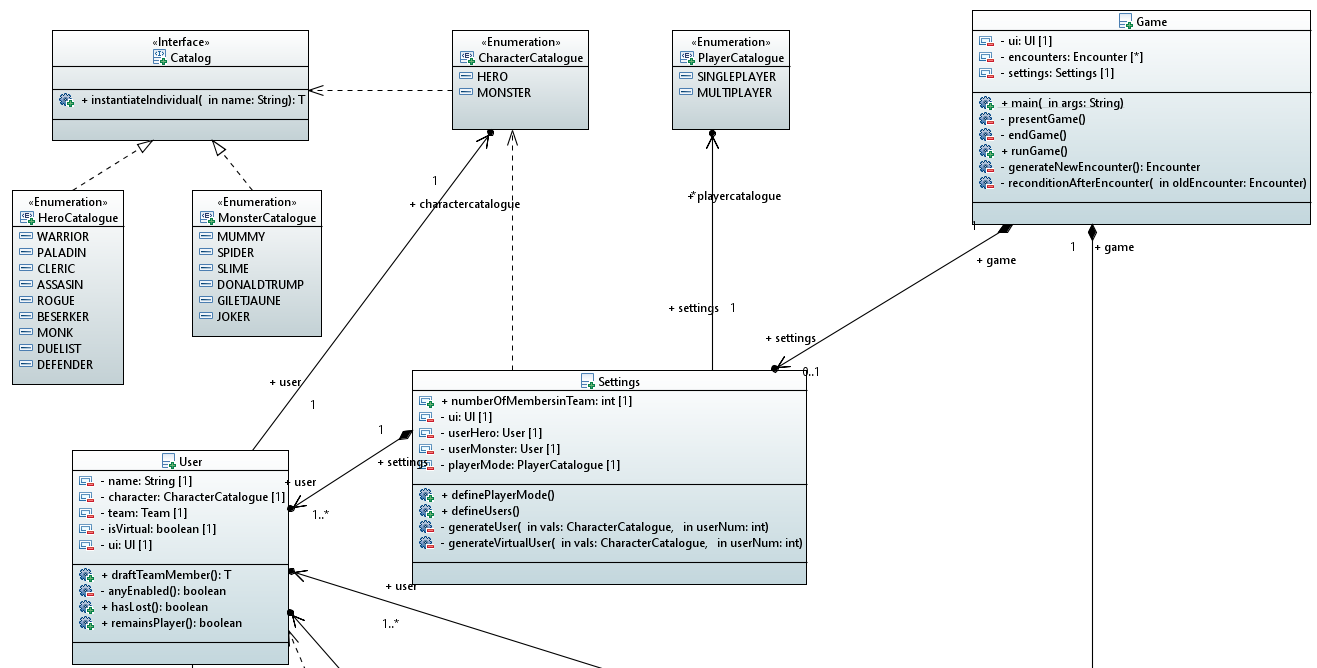 «Interface»
Catalog
+ instantiateIndividual( in name: String): T
«Enumeration»
CharacterCatalogue
HERO
MONSTER
«Enumeration»
PlayerCatalogue
SINGLEPLAYER
MULTIPLAYER
Game
- ui: UI [1]
- encounters: Encounter [*]
- settings: Settings [1]
+ main( in args: String)
- presentGame()
- endGame()
+ runGame()
- generateNewEncounter(): Encounter
- reconditionAfterEncounter( in oldEncounter: Encounter)
«Enumeration»
HeroCatalogue
WARRIOR
PALADIN
CLERIC
ASSASIN
ROGUE
BESERKER
MONK
DUELIST
DEFENDER
«Enumeration»
MonsterCatalogue
MUMMY
SPIDER
SLIME
DONALDTRUMP
GILETJAUNE
JOKER
1
+ charactercatalogue
*
+ playercatalogue
1
+ game
1
+ game
+ settings 1
+ settings
0..1
+ user
1
Settings
+ numberOfMembersinTeam: int [1]
- ui: UI [1]
- userHero: User [1]
- userMonster: User [1]
- playerMode: PlayerCatalogue [1]
+ definePlayerMode()
+ defineUsers()
- generateUser( in vals: CharacterCatalogue, in userNum: int)
- generateVirtualUser( in vals: CharacterCatalogue, in userNum: int)
1
+ settings
+ user
1..*
User
- name: String [1]
- character: CharacterCatalogue [1]
- team: Team [1]
- isVirtual: boolean [1]
- ui: UI [1]
+ draftTeamMember(): T
- anyEnabled(): boolean
+ hasLost(): boolean
+ remainsPlayer(): boolean
+ user
1..*